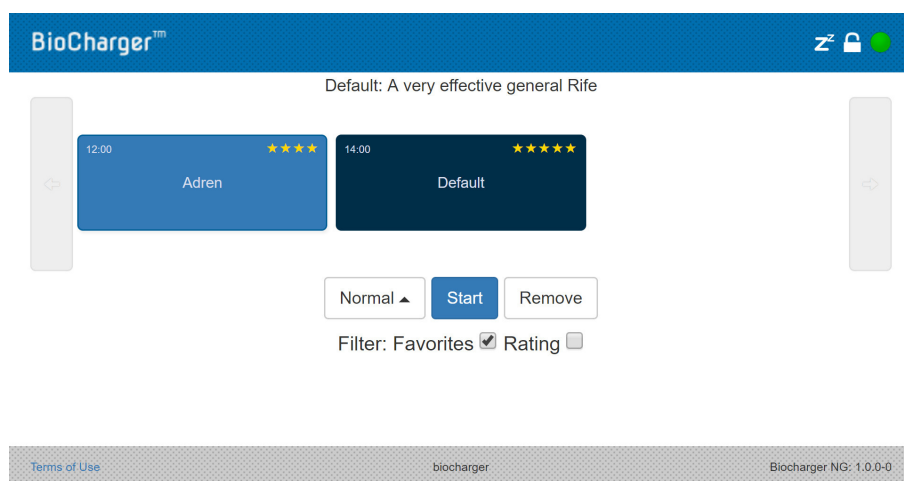 BioCharger™
zᶻ
Default: A very effective general Rife
12:00 ★★★★
Adren
14:00 ★★★★★
Default
Normal Start Remove
Filter: Favorites Rating
Terms of Use biocharger Biocharger NG: 1.0.0-0